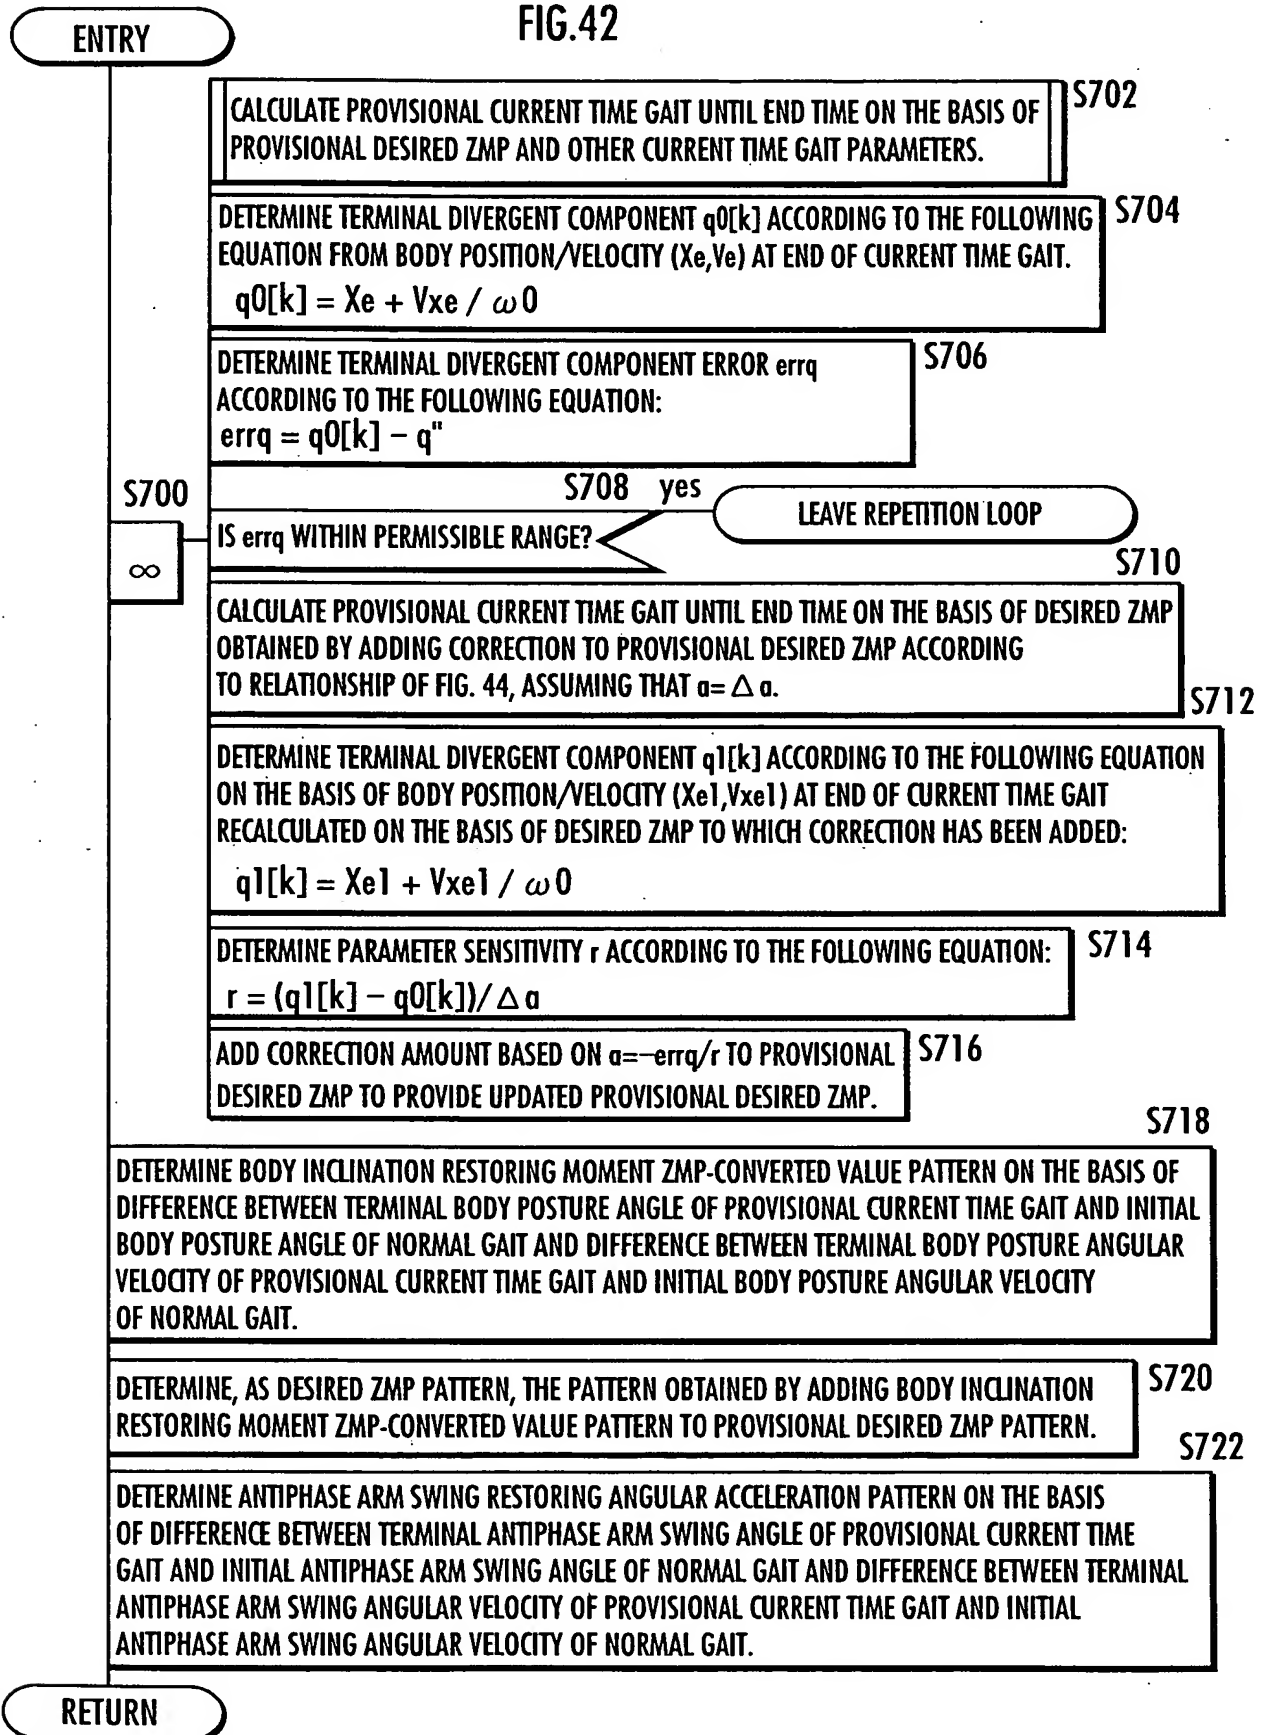 FIG.42
ENTRY
S702
CALCULATE PROVISIONAL CURRENT TIME GAIT UNTIL END TIME ON THE BASIS OF
PROVISIONAL DESIRED ZMP AND OTHER CURRENT TIME GAIT PARAMETERS.
S704
DETERMINE TERMINAL DIVERGENT COMPONENT q0[k] ACCORDING TO THE FOLLOWING
EQUATION FROM BODY POSITION/VELOCITY (Xe,Ve) AT END OF CURRENT TIME GAIT.
q0[k] = Xe + Vxe / ω0
S706
DETERMINE TERMINAL DIVERGENT COMPONENT ERROR errq
ACCORDING TO THE FOLLOWING EQUATION:
errq = q0[k] − q"
S700
∞
S708 yes
IS errq WITHIN PERMISSIBLE RANGE?
LEAVE REPETITION LOOP
S710
CALCULATE PROVISIONAL CURRENT TIME GAIT UNTIL END TIME ON THE BASIS OF DESIRED ZMP
OBTAINED BY ADDING CORRECTION TO PROVISIONAL DESIRED ZMP ACCORDING
TO RELATIONSHIP OF FIG. 44, ASSUMING THAT a= Δ a.
S712
DETERMINE TERMINAL DIVERGENT COMPONENT q1[k] ACCORDING TO THE FOLLOWING EQUATION
ON THE BASIS OF BODY POSITION/VELOCITY (Xe1,Vxe1) AT END OF CURRENT TIME GAIT
RECALCULATED ON THE BASIS OF DESIRED ZMP TO WHICH CORRECTION HAS BEEN ADDED:
q1[k] = Xe1 + Vxe1 / ω0
S714
DETERMINE PARAMETER SENSITIVITY r ACCORDING TO THE FOLLOWING EQUATION:
r = (q1[k] − q0[k])/ Δ a
S716
ADD CORRECTION AMOUNT BASED ON a=−errq/r TO PROVISIONAL
DESIRED ZMP TO PROVIDE UPDATED PROVISIONAL DESIRED ZMP.
S718
DETERMINE BODY INCLINATION RESTORING MOMENT ZMP-CONVERTED VALUE PATTERN ON THE BASIS OF
DIFFERENCE BETWEEN TERMINAL BODY POSTURE ANGLE OF PROVISIONAL CURRENT TIME GAIT AND INITIAL
BODY POSTURE ANGLE OF NORMAL GAIT AND DIFFERENCE BETWEEN TERMINAL BODY POSTURE ANGULAR
VELOCITY OF PROVISIONAL CURRENT TIME GAIT AND INITIAL BODY POSTURE ANGULAR VELOCITY
OF NORMAL GAIT.
S720
DETERMINE, AS DESIRED ZMP PATTERN, THE PATTERN OBTAINED BY ADDING BODY INCLINATION
RESTORING MOMENT ZMP-CONVERTED VALUE PATTERN TO PROVISIONAL DESIRED ZMP PATTERN.
S722
DETERMINE ANTIPHASE ARM SWING RESTORING ANGULAR ACCELERATION PATTERN ON THE BASIS
OF DIFFERENCE BETWEEN TERMINAL ANTIPHASE ARM SWING ANGLE OF PROVISIONAL CURRENT TIME
GAIT AND INITIAL ANTIPHASE ARM SWING ANGLE OF NORMAL GAIT AND DIFFERENCE BETWEEN TERMINAL
ANTIPHASE ARM SWING ANGULAR VELOCITY OF PROVISIONAL CURRENT TIME GAIT AND INITIAL
ANTIPHASE ARM SWING ANGULAR VELOCITY OF NORMAL GAIT.
RETURN